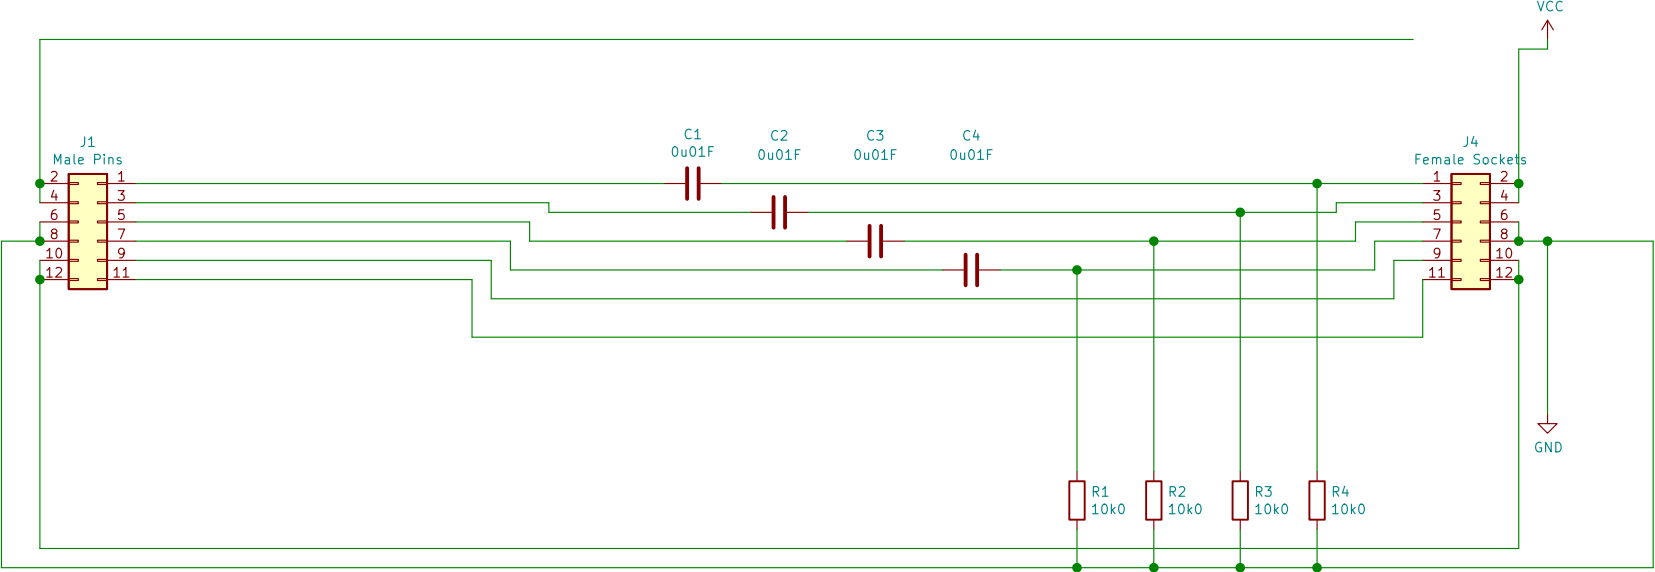 VCC
J1
Male Pins
2 1
4 3
6 5
8 7
10 9
12 11
C1
0u01F
C2
0u01F
C3
0u01F
C4
0u01F
J4
Female Sockets
1 2
3 4
5 6
7 8
9 10
11 12
GND
R1
10k0
R2
10k0
R3
10k0
R4
10k0